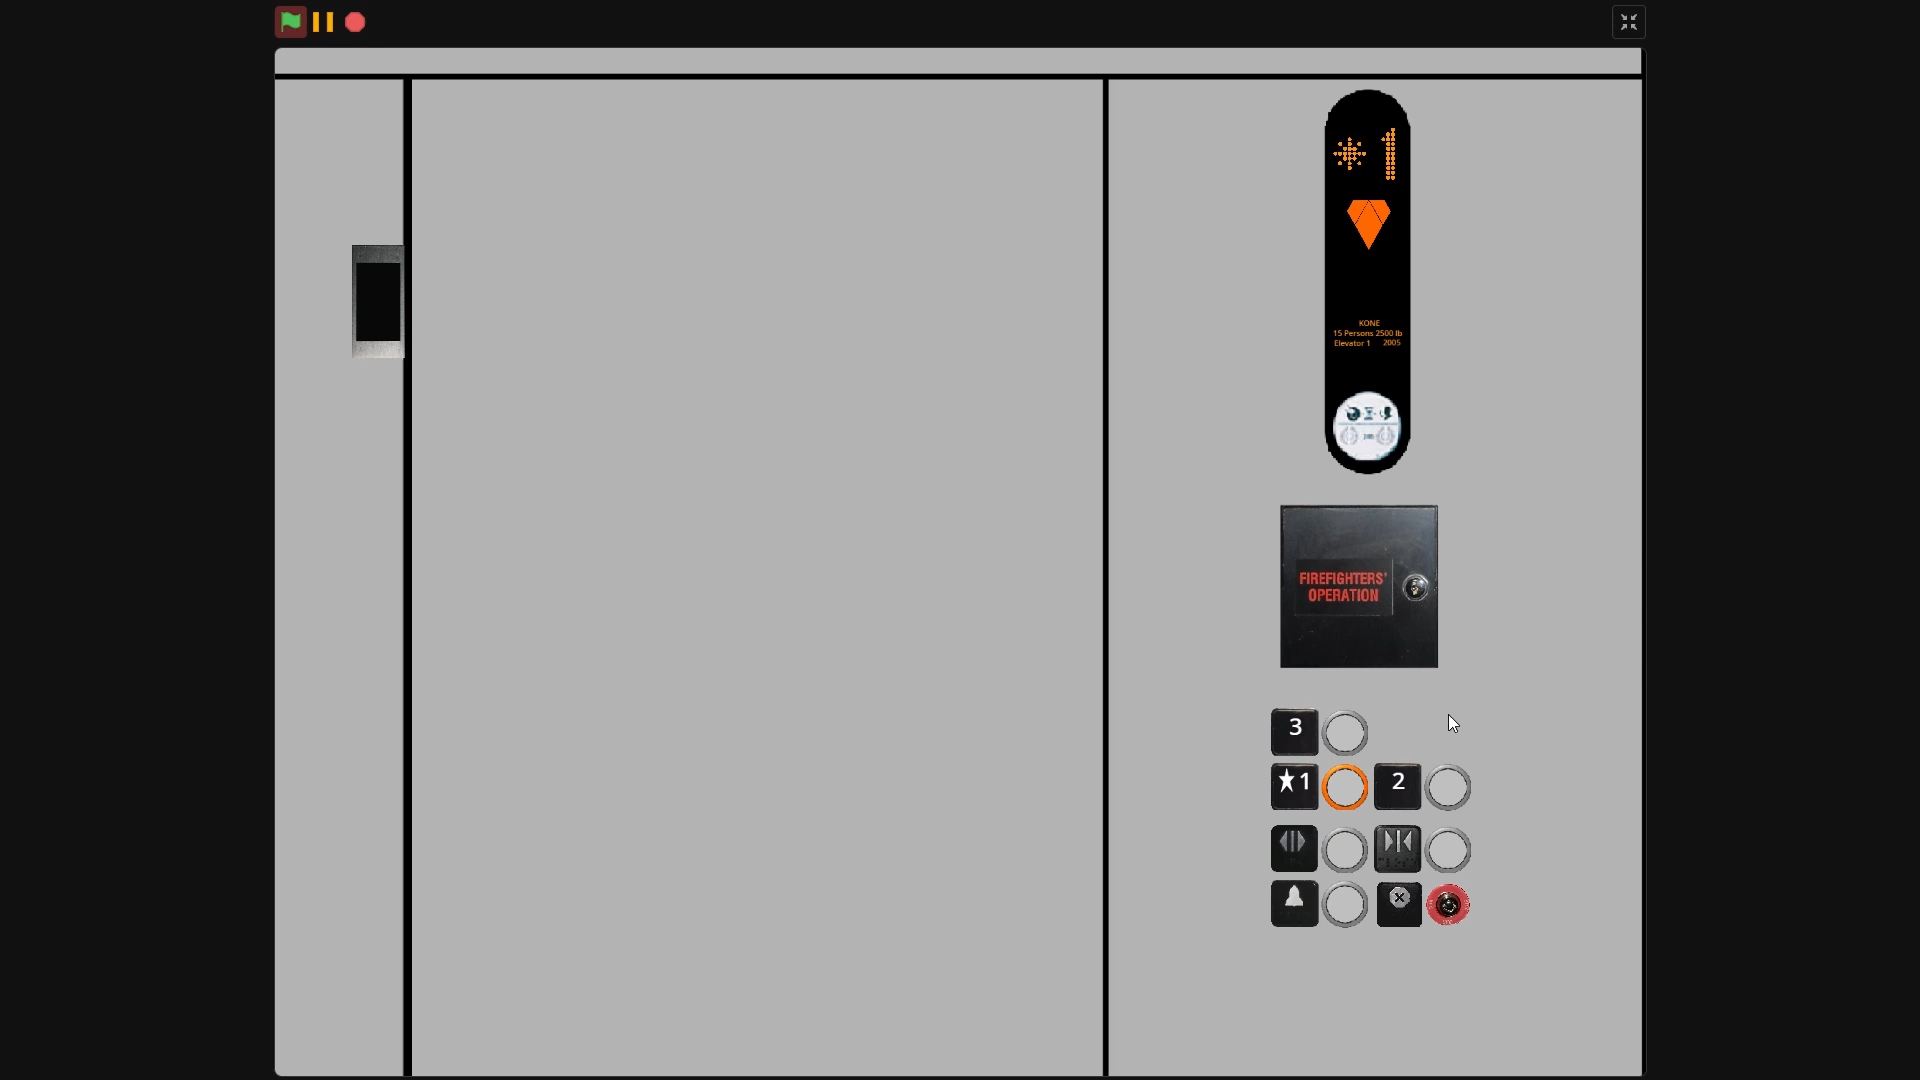 *1
KONE
15 Persons 2500 lb
Elevator 1 2005
FIREFIGHTERS'
OPERATION
3
★1 2